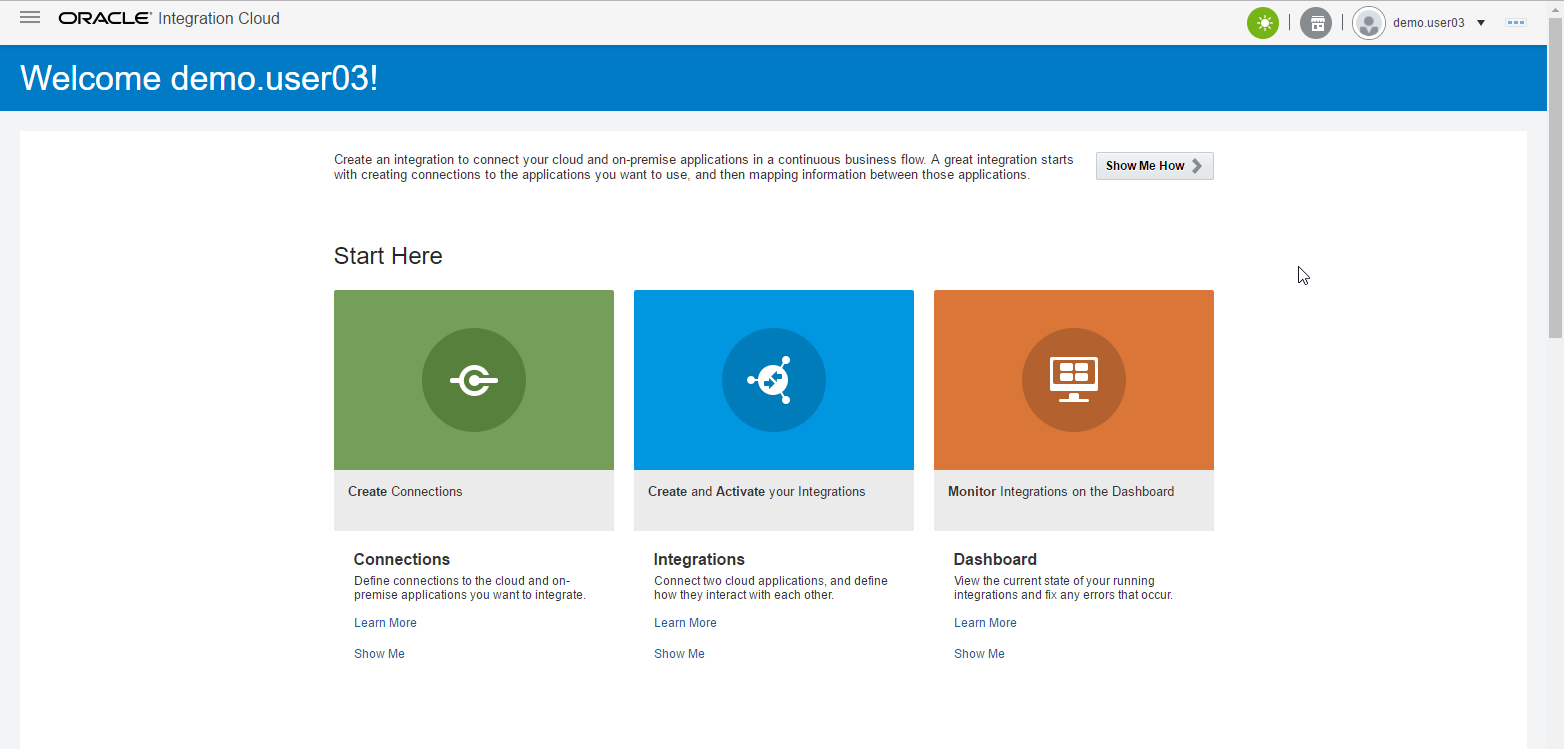 ORACLE® Integration Cloud
demo.user03
Welcome demo.user03!
Create an integration to connect your cloud and on-premise applications in a continuous business flow. A great integration starts
with creating connections to the applications you want to use, and then mapping information between those applications.
Show Me How
Start Here
Create Connections
Create and Activate your Integrations
Monitor Integrations on the Dashboard
Connections
Define connections to the cloud and on-
premise applications you want to integrate.
Learn More
Show Me
Integrations
Connect two cloud applications, and define
how they interact with each other.
Learn More
Show Me
Dashboard
View the current state of your running
integrations and fix any errors that occur.
Learn More
Show Me